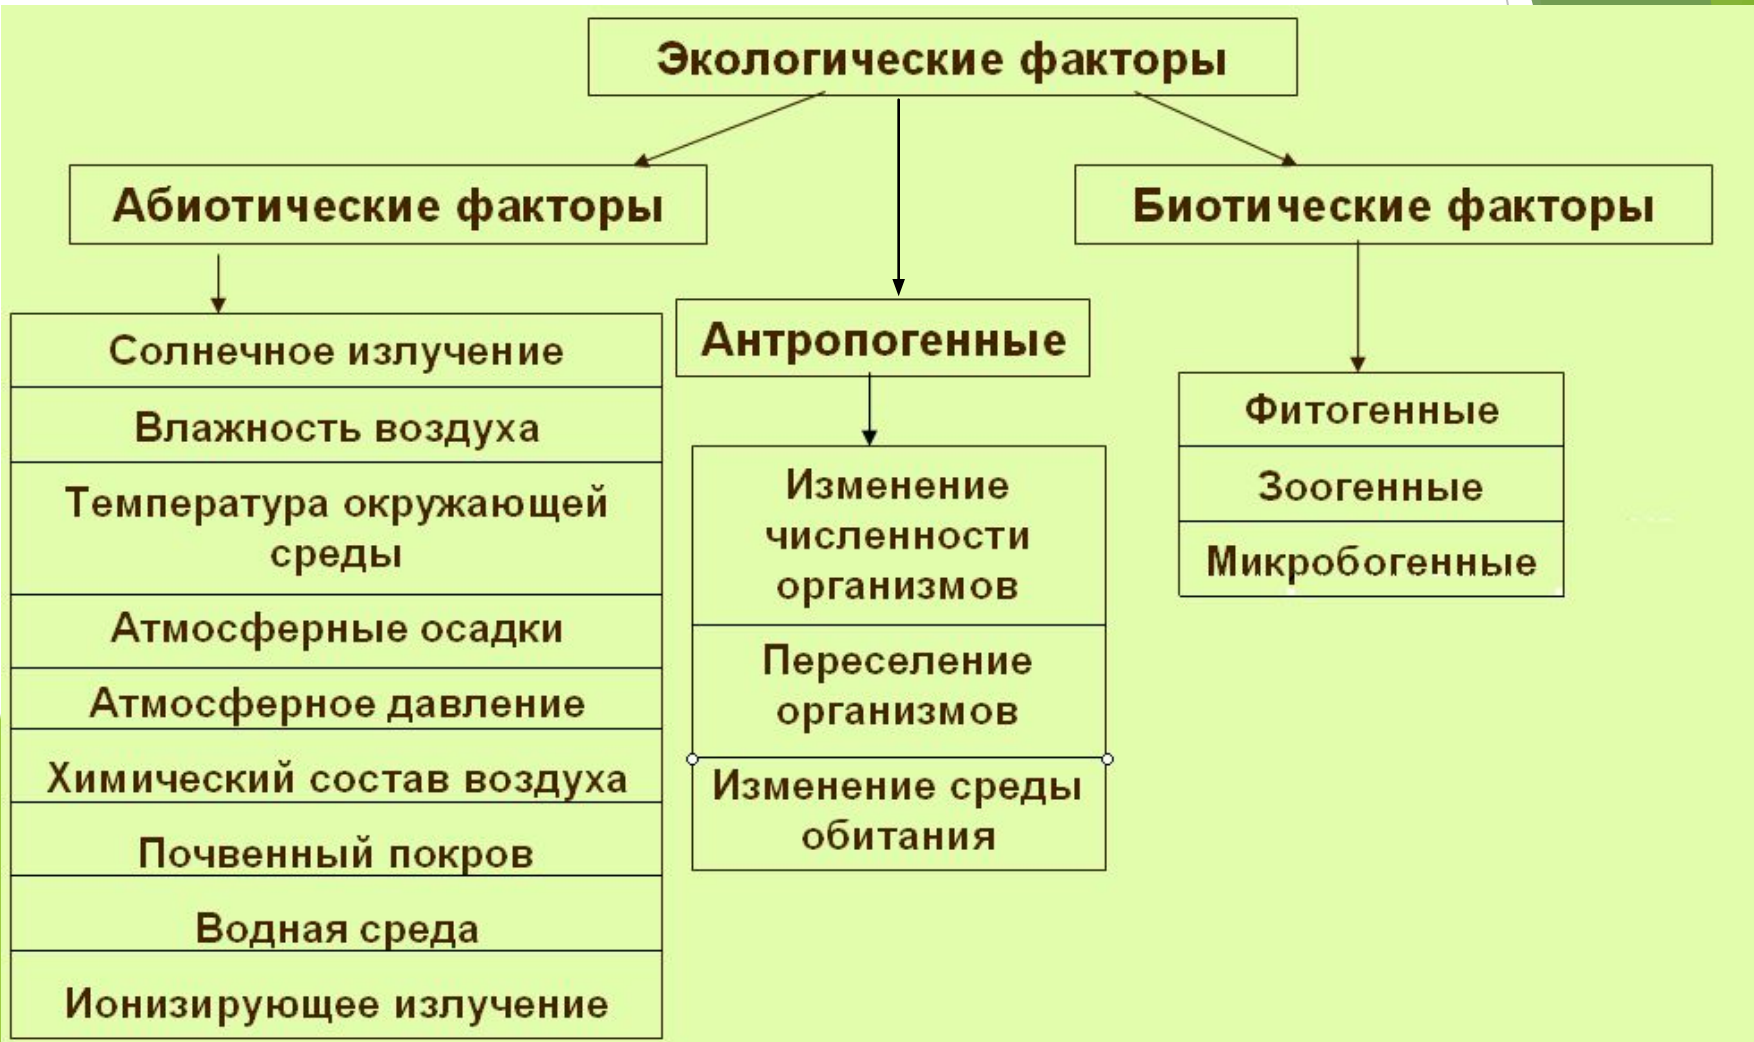 Экологические факторы
Абиотические факторы
Солнечное излучение
Влажность воздуха
Температура окружающей
среды
Атмосферные осадки
Атмосферное давление
Химический состав воздуха
Почвенный покров
Водная среда
Ионизирующее излучение
Антропогенные
Изменение
численности
организмов
Переселение
организмов
Изменение среды
обитания
Биотические факторы
Фитогенные
Зоогенные
Микробогенные